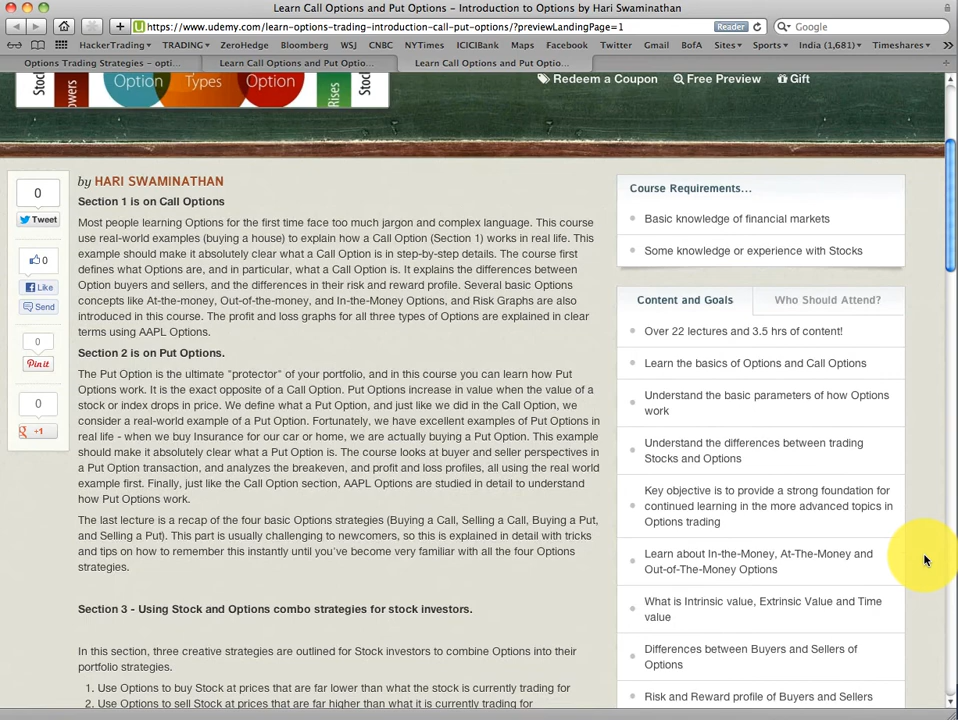 Learn Call Options and Put Options - Introduction to Options by Hari Swaminathan
https://www.udemy.com/learn-options-trading-introduction-call-put-options/?previewLandingPage=1
Reader
Google
HackerTrading▾ TRADING▾ ZeroHedge Bloomberg WSJ CNBC NYTimes ICICIBank Maps Facebook Twitter Gmail BofA Sites▾ Sports▾ India (1,681)▾ Timeshares▾
Options Trading Strategies – opti...
Learn Call Options and Put Optio...
Learn Call Options and Put Optio...
Stock
Option
Types
Option
Rises
Stock
Redeem a Coupon
Free Preview
Gift
0
Tweet
0
Like
Send
0
Pin it
0
+1
by HARI SWAMINATHAN
Section 1 is on Call Options
Most people learning Options for the first time face too much jargon and complex language. This course
use real-world examples (buying a house) to explain how a Call Option (Section 1) works in real life. This
example should make it absolutely clear what a Call Option is in step-by-step details. The course first
defines what Options are, and in particular, what a Call Option is. It explains the differences between
Option buyers and sellers, and the differences in their risk and reward profile. Several basic Options
concepts like At-the-money, Out-of-the-money, and In-the-Money Options, and Risk Graphs are also
introduced in this course. The profit and loss graphs for all three types of Options are explained in clear
terms using AAPL Options.
Section 2 is on Put Options.
The Put Option is the ultimate "protector" of your portfolio, and in this course you can learn how Put
Options work. It is the exact opposite of a Call Option. Put Options increase in value when the value of a
stock or index drops in price. We define what a Put Option, and just like we did in the Call Option, we
consider a real-world example of a Put Option. Fortunately, we have excellent examples of Put Options in
real life - when we buy Insurance for our car or home, we are actually buying a Put Option. This example
should make it absolutely clear what a Put Option is. The course looks at buyer and seller perspectives in
a Put Option transaction, and analyzes the breakeven, and profit and loss profiles, all using the real world
example first. Finally, just like the Call Option section, AAPL Options are studied in detail to understand
how Put Options work.
The last lecture is a recap of the four basic Options strategies (Buying a Call, Selling a Call, Buying a Put,
and Selling a Put). This part is usually challenging to newcomers, so this is explained in detail with tricks
and tips on how to remember this instantly until you've become very familiar with all the four Options
strategies.
Section 3 - Using Stock and Options combo strategies for stock investors.
In this section, three creative strategies are outlined for Stock investors to combine Options into their
portfolio strategies.
1. Use Options to buy Stock at prices that are far lower than what the stock is currently trading for
2. Use Options to sell Stock at prices that are far higher than what it is currently trading for
Course Requirements...
Basic knowledge of financial markets
Some knowledge or experience with Stocks
Content and Goals
Who Should Attend?
Over 22 lectures and 3.5 hrs of content!
Learn the basics of Options and Call Options
Understand the basic parameters of how Options
work
Understand the differences between trading
Stocks and Options
Key objective is to provide a strong foundation for
continued learning in the more advanced topics in
Options trading
Learn about In-the-Money, At-The-Money and
Out-of-The-Money Options
What is Intrinsic value, Extrinsic Value and Time
value
Differences between Buyers and Sellers of
Options
Risk and Reward profile of Buyers and Sellers